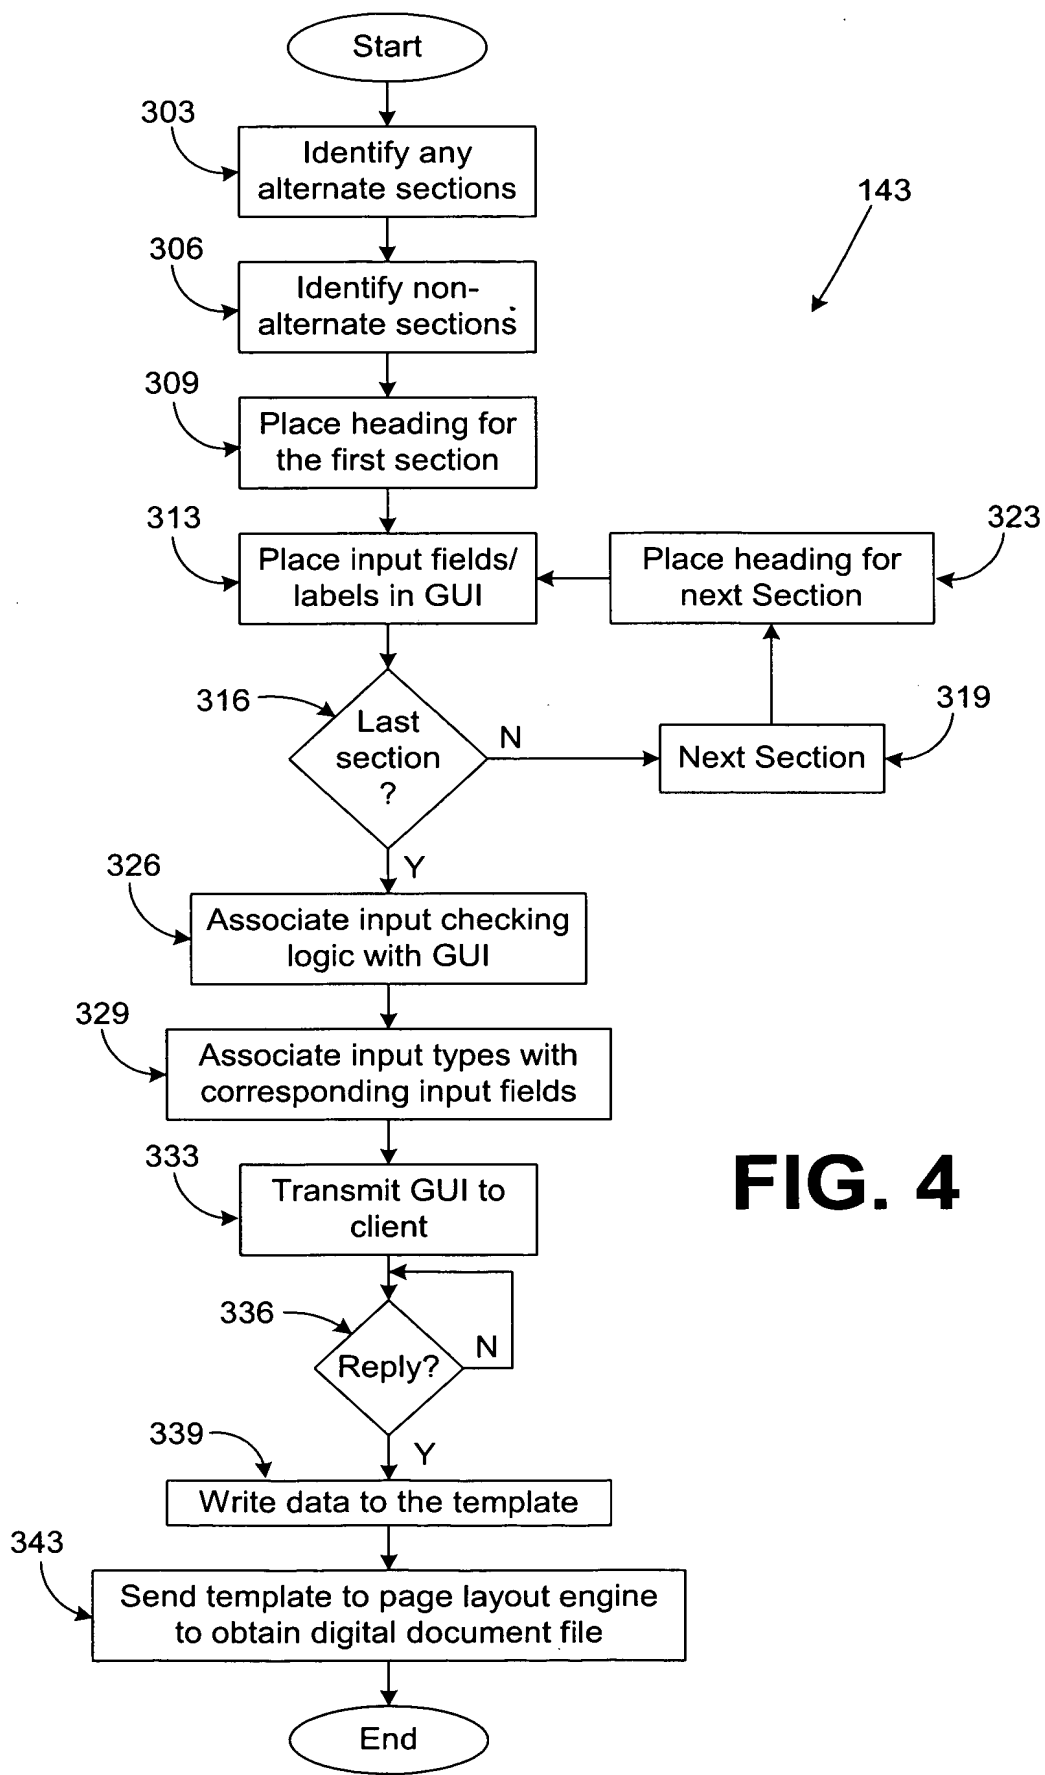 Start
303
Identify any
alternate sections
143
306
Identify non-
alternate sections
309
Place heading for
the first section
313
Place input fields/
labels in GUI
323
Place heading for
next Section
316
Last
section
?
N
319
Next Section
Y
326
Associate input checking
logic with GUI
329
Associate input types with
corresponding input fields
333
Transmit GUI to
client
FIG. 4
336
Reply?
N
339
Y
Write data to the template
343
Send template to page layout engine
to obtain digital document file
End